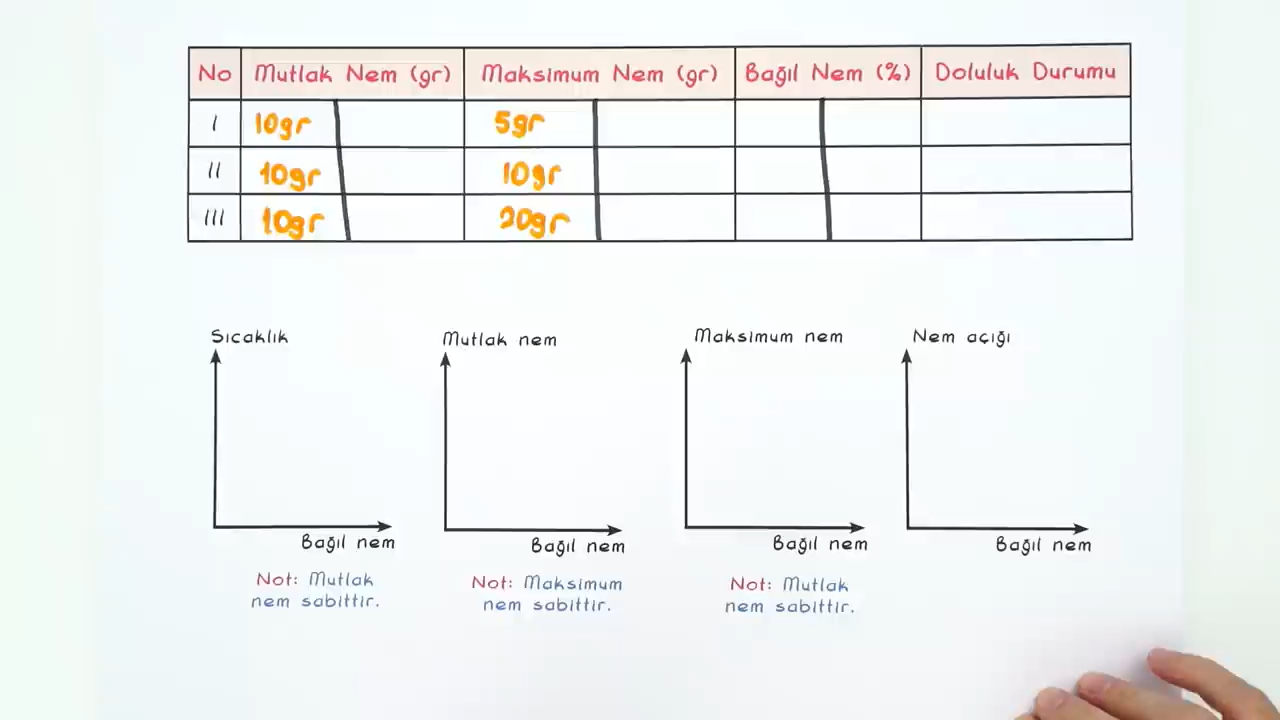 No Mutlak Nem (gr) Maksimum Nem (gr) Bağıl Nem (%) Doluluk Durumu
I 10gr 5gr
II 10gr 10gr
III 10gr 20gr
Sıcaklık Mutlak nem Maksimum nem Nem açığı
Bağıl nem Bağıl nem Bağıl nem Bağıl nem
Not: Mutlak nem sabittir.
Not: Maksimum nem sabittir.
Not: Mutlak nem sabittir.